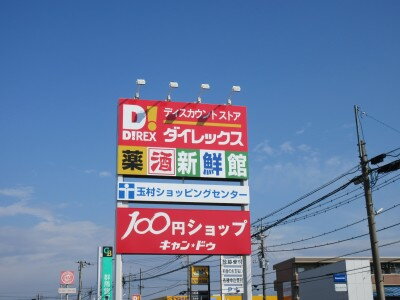 D!
DiREX
ディスカウントストア
ダイレックス
薬 酒 新鮮館
玉村ショッピングセンター
100円ショップ
キャン★ドゥ